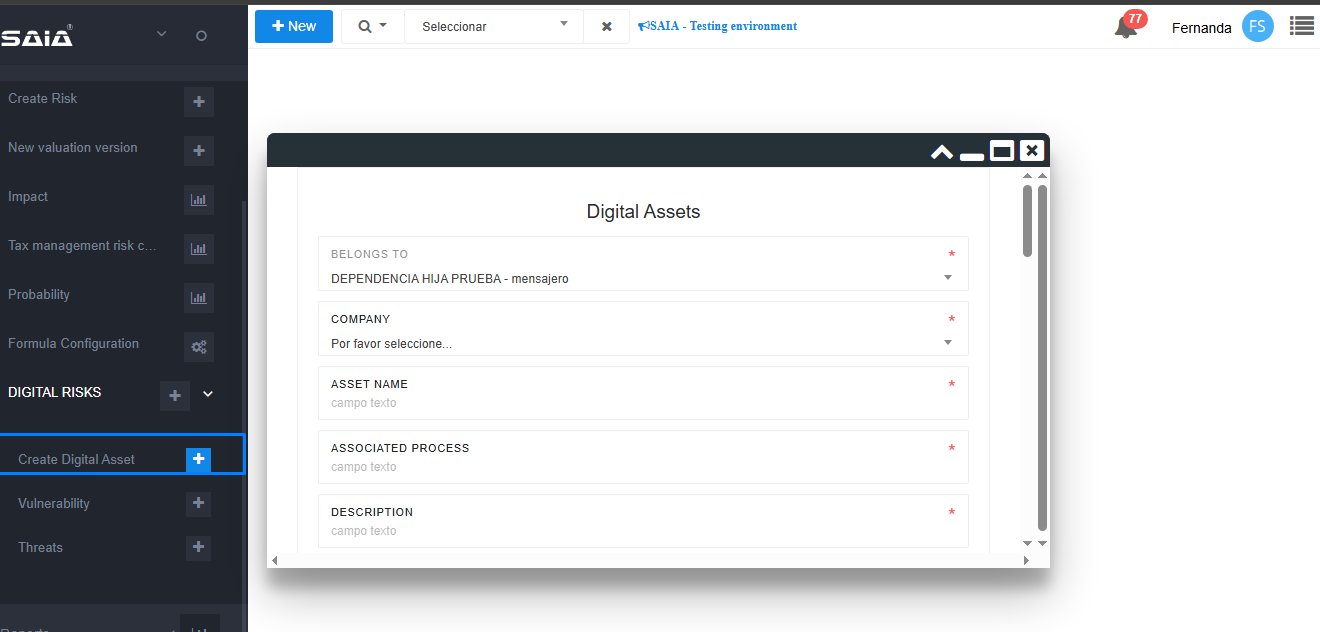 SAIA®
New
Seleccionar
SAIA - Testing environment
77
Fernanda
FS
Create Risk
New valuation version
Impact
Tax management risk c...
Probability
Formula Configuration
DIGITAL RISKS
Create Digital Asset
Vulnerability
Threats
Reports
Digital Assets
BELONGS TO *
DEPENDENCIA HIJA PRUEBA - mensajero
COMPANY *
Por favor seleccione...
ASSET NAME *
campo texto
ASSOCIATED PROCESS *
campo texto
DESCRIPTION *
campo texto